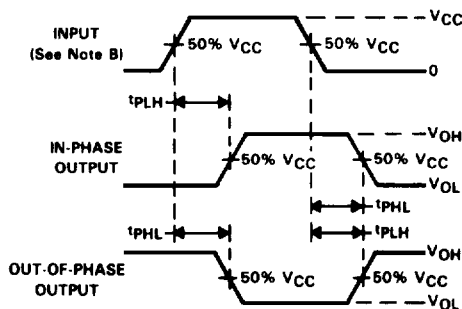 VCC
INPUT
(See Note B)
50% VCC
50% VCC
0
tPLH
IN-PHASE
OUTPUT
VOH
50% VCC
50% VCC
VOL
tPHL
tPHL
tPLH
OUT-OF-PHASE
OUTPUT
VOH
50% VCC
50% VCC
VOL